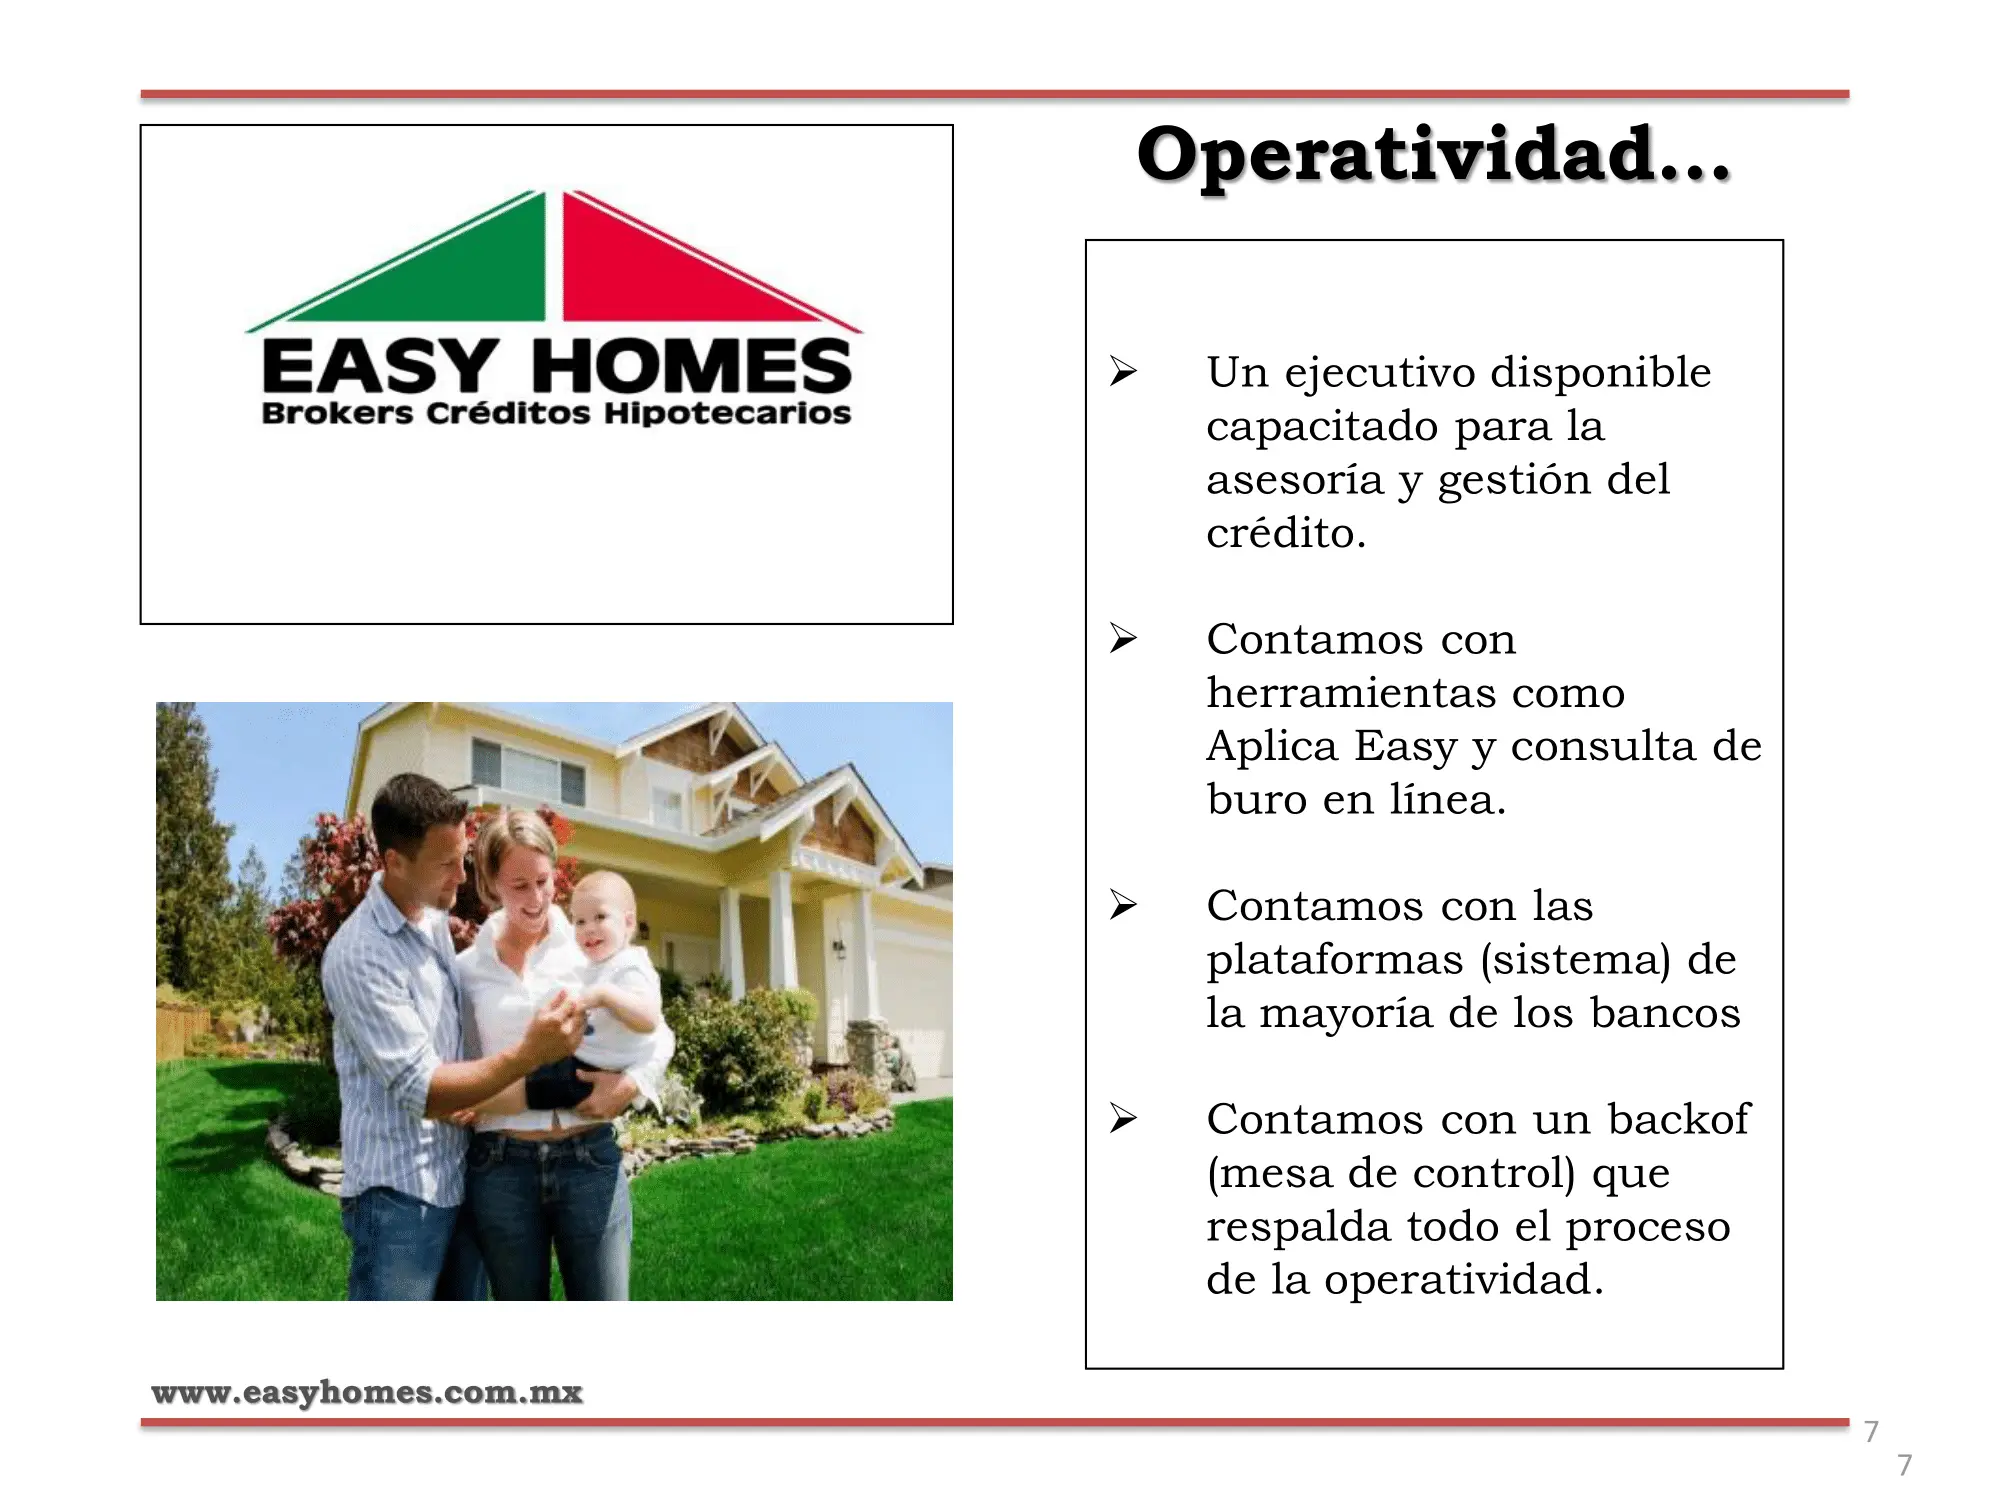 Operatividad...
EASY HOMES
Brokers Créditos Hipotecarios
➢ Un ejecutivo disponible
capacitado para la
asesoría y gestión del
crédito.
➢ Contamos con
herramientas como
Aplica Easy y consulta de
buro en línea.
➢ Contamos con las
plataformas (sistema) de
la mayoría de los bancos
➢ Contamos con un backof
(mesa de control) que
respalda todo el proceso
de la operatividad.
www.easyhomes.com.mx
7
7